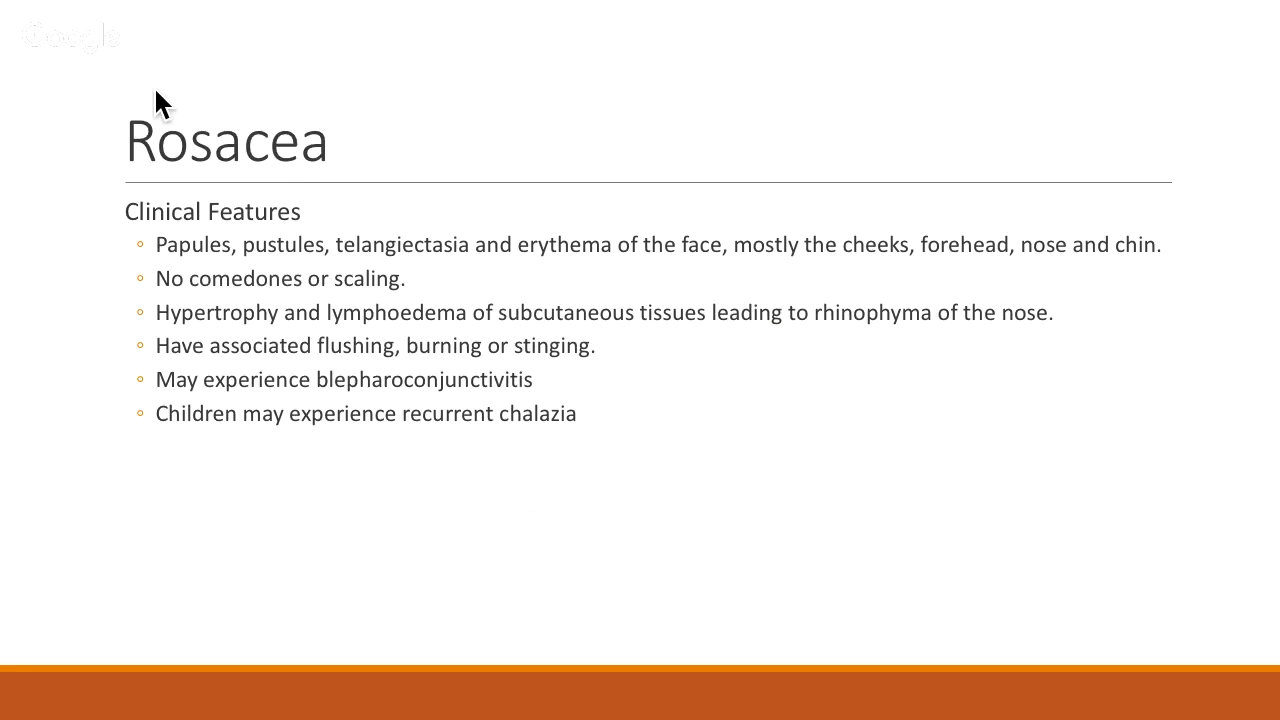 Google
Rosacea
Clinical Features
◦ Papules, pustules, telangiectasia and erythema of the face, mostly the cheeks, forehead, nose and chin.
◦ No comedones or scaling.
◦ Hypertrophy and lymphoedema of subcutaneous tissues leading to rhinophyma of the nose.
◦ Have associated flushing, burning or stinging.
◦ May experience blepharoconjunctivitis
◦ Children may experience recurrent chalazia